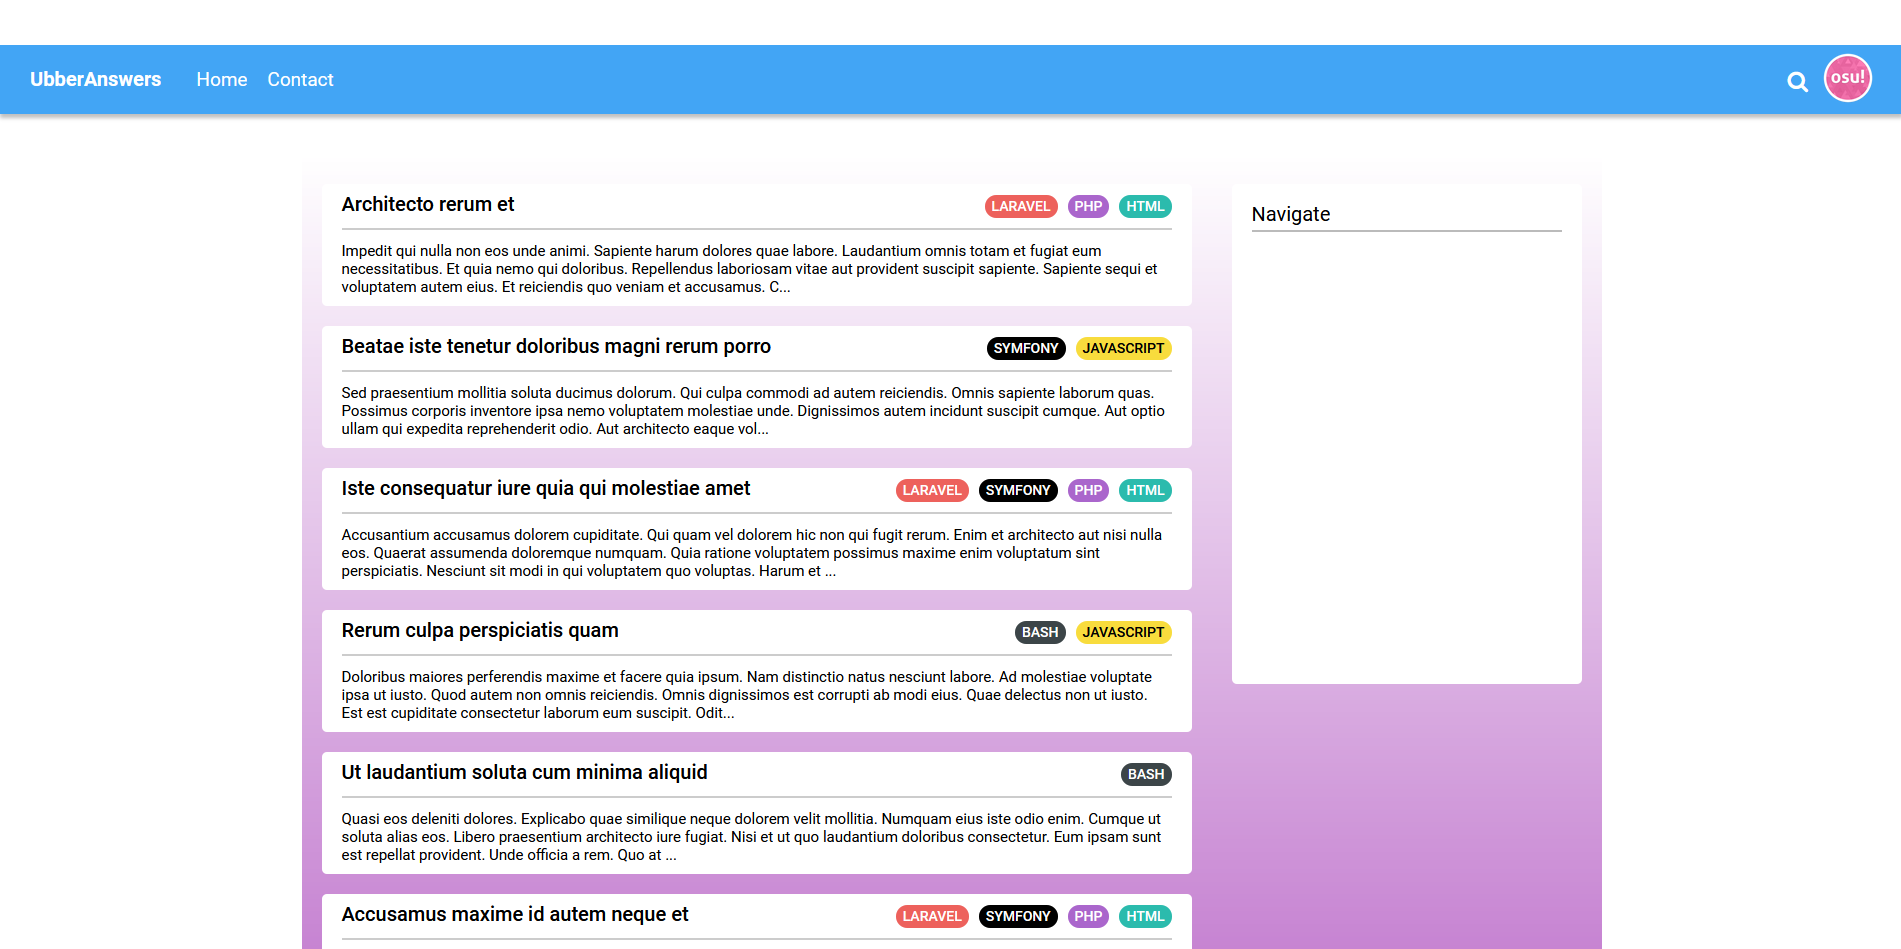 UbberAnswers Home Contact osu!
Architecto rerum et LARAVEL PHP HTML
Impedit qui nulla non eos unde animi. Sapiente harum dolores quae labore. Laudantium omnis totam et fugiat eum
necessitatibus. Et quia nemo qui doloribus. Repellendus laboriosam vitae aut provident suscipit sapiente. Sapiente sequi et
voluptatem autem eius. Et reiciendis quo veniam et accusamus. C...
Beatae iste tenetur doloribus magni rerum porro SYMFONY JAVASCRIPT
Sed praesentium mollitia soluta ducimus dolorum. Qui culpa commodi ad autem reiciendis. Omnis sapiente laborum quas.
Possimus corporis inventore ipsa nemo voluptatem molestiae unde. Dignissimos autem incidunt suscipit cumque. Aut optio
ullam qui expedita reprehenderit odio. Aut architecto eaque vol...
Iste consequatur iure quia qui molestiae amet LARAVEL SYMFONY PHP HTML
Accusantium accusamus dolorem cupiditate. Qui quam vel dolorem hic non qui fugit rerum. Enim et architecto aut nisi nulla
eos. Quaerat assumenda doloremque numquam. Quia ratione voluptatem possimus maxime enim voluptatum sint
perspiciatis. Nesciunt sit modi in qui voluptatem quo voluptas. Harum et ...
Rerum culpa perspiciatis quam BASH JAVASCRIPT
Doloribus maiores perferendis maxime et facere quia ipsum. Nam distinctio natus nesciunt labore. Ad molestiae voluptate
ipsa ut iusto. Quod autem non omnis reiciendis. Omnis dignissimos est corrupti ab modi eius. Quae delectus non ut iusto.
Est est cupiditate consectetur laborum eum suscipit. Odit...
Ut laudantium soluta cum minima aliquid BASH
Quasi eos deleniti dolores. Explicabo quae similique neque dolorem velit mollitia. Numquam eius iste odio enim. Cumque ut
soluta alias eos. Libero praesentium architecto iure fugiat. Nisi et ut quo laudantium doloribus consectetur. Eum ipsam sunt
est repellat provident. Unde officia a rem. Quo at ...
Accusamus maxime id autem neque et LARAVEL SYMFONY PHP HTML
Navigate